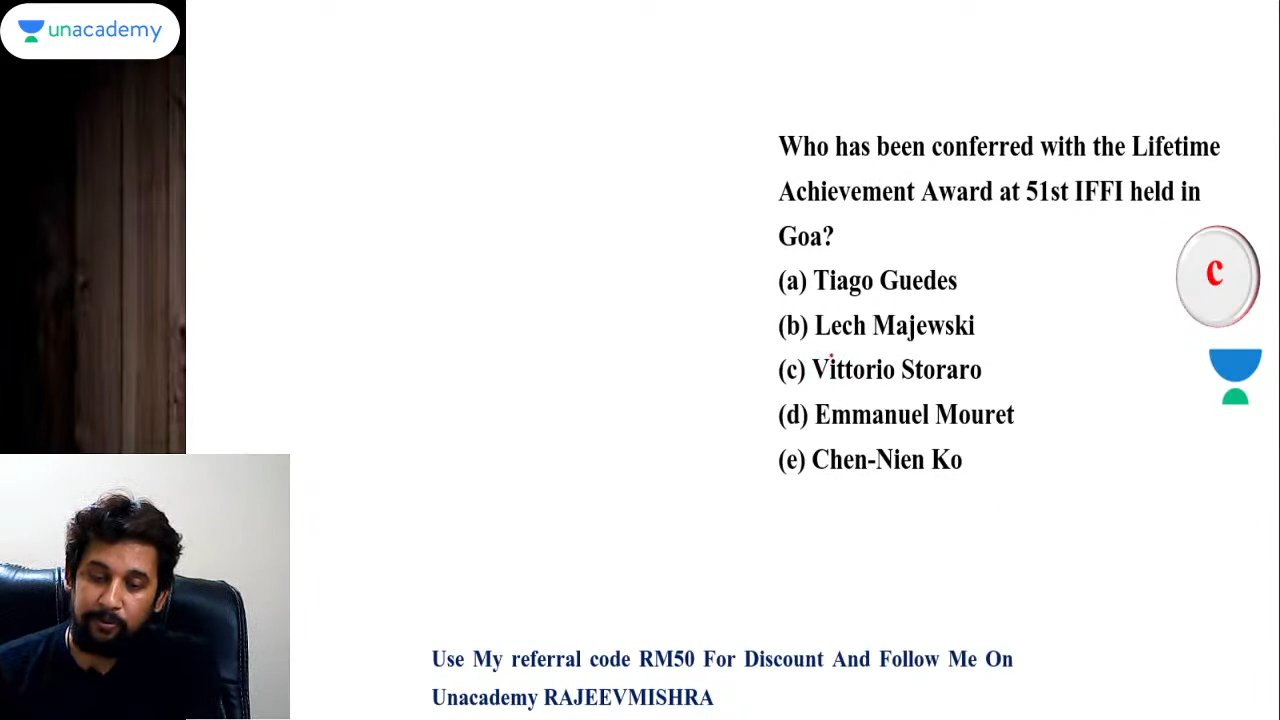 unacademy
Who has been conferred with the Lifetime
Achievement Award at 51st IFFI held in
Goa?
(a) Tiago Guedes
(b) Lech Majewski
(c) Vittorio Storaro
(d) Emmanuel Mouret
(e) Chen-Nien Ko
c
Use My referral code RM50 For Discount And Follow Me On
Unacademy RAJEEVMISHRA